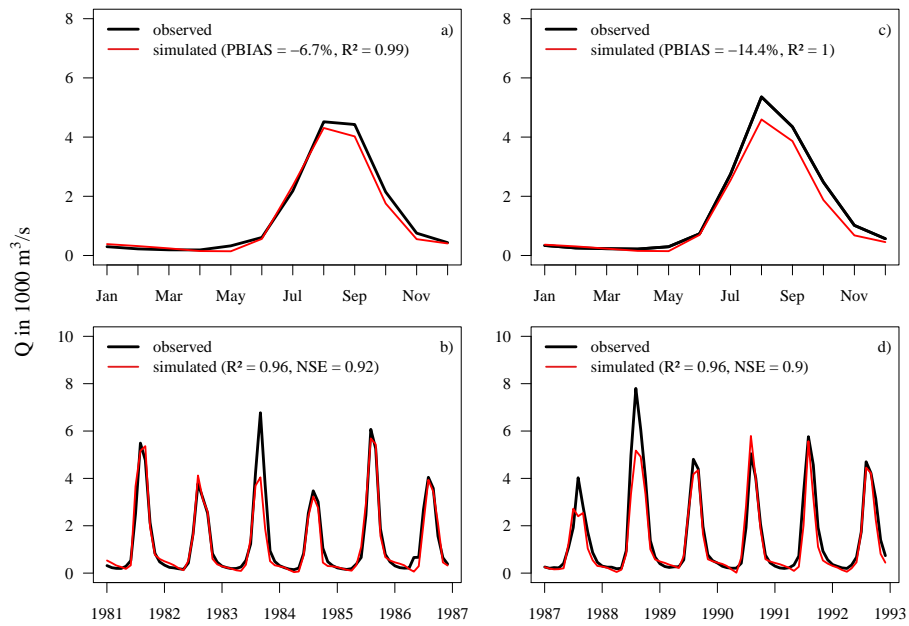 Q in 1000 m³/s
8
6
4
2
0
observed
a)
simulated (PBIAS = −6.7%, R² = 0.99)
Jan Mar May Jul Sep Nov
8
6
4
2
0
observed
c)
simulated (PBIAS = −14.4%, R² = 1)
Jan Mar May Jul Sep Nov
10
8
6
4
2
0
observed
b)
simulated (R² = 0.96, NSE = 0.92)
1981 1982 1983 1984 1985 1986 1987
10
8
6
4
2
0
observed
d)
simulated (R² = 0.96, NSE = 0.9)
1987 1988 1989 1990 1991 1992 1993